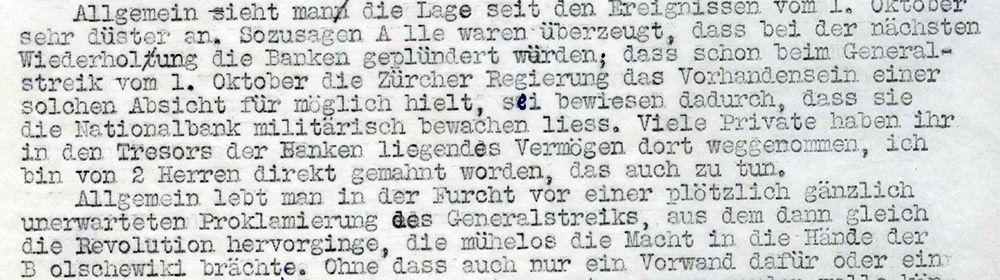 Allgemein sieht man die Lage seit den Ereignissen vom 1. Oktober
sehr düster an. Sozusagen A lle waren überzeugt, dass bei der nächsten
Wiederholtung die Banken geplündert würden; dass schon beim General-
streik vom 1. Oktober die Zürcher Regierung das Vorhandensein einer
solchen Absicht für möglich hielt, sei bewiesen dadurch, dass sie
die Nationalbank militärisch bewachen liess. Viele Private haben ihr
in den Tresors der Banken liegendes Vermögen dort weggenommen, ich
bin von 2 Herren direkt gemahnt worden, das auch zu tun.
Allgemein lebt man in der Furcht vor einer plötzlich gänzlich
unerwarteten Proklamierung des Generalstreiks, aus dem dann gleich
die Revolution hervorginge, die mühelos die Macht in die Hände der
B olschewiki brächte. Ohne dass auch nur ein Vorwand dafür oder ein